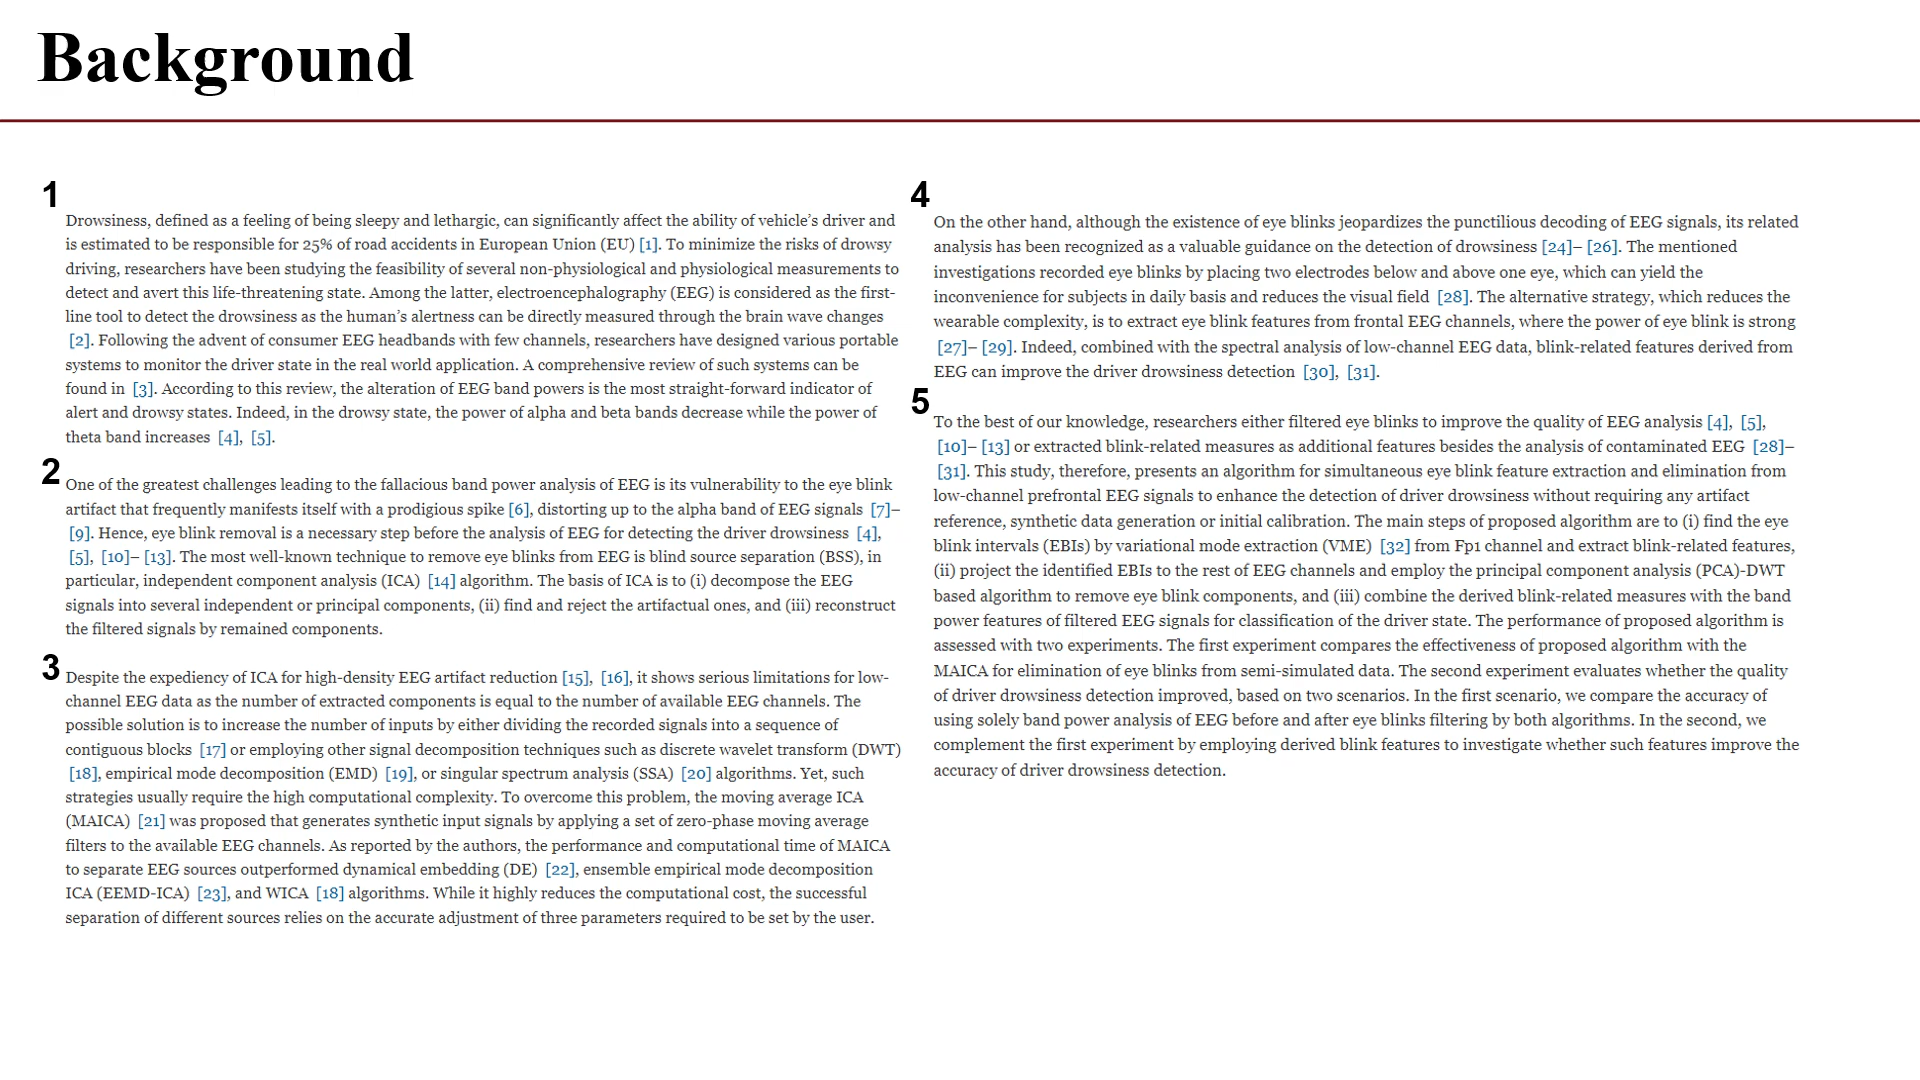 Background
1
Drowsiness, defined as a feeling of being sleepy and lethargic, can significantly affect the ability of vehicle's driver and
is estimated to be responsible for 25% of road accidents in European Union (EU) [1]. To minimize the risks of drowsy
driving, researchers have been studying the feasibility of several non-physiological and physiological measurements to
detect and avert this life-threatening state. Among the latter, electroencephalography (EEG) is considered as the first-
line tool to detect the drowsiness as the human's alertness can be directly measured through the brain wave changes
[2]. Following the advent of consumer EEG headbands with few channels, researchers have designed various portable
systems to monitor the driver state in the real world application. A comprehensive review of such systems can be
found in [3]. According to this review, the alteration of EEG band powers is the most straight-forward indicator of
alert and drowsy states. Indeed, in the drowsy state, the power of alpha and beta bands decrease while the power of
theta band increases [4], [5].
2
One of the greatest challenges leading to the fallacious band power analysis of EEG is its vulnerability to the eye blink
artifact that frequently manifests itself with a prodigious spike [6], distorting up to the alpha band of EEG signals [7]–
[9]. Hence, eye blink removal is a necessary step before the analysis of EEG for detecting the driver drowsiness [4],
[5], [10]– [13]. The most well-known technique to remove eye blinks from EEG is blind source separation (BSS), in
particular, independent component analysis (ICA) [14] algorithm. The basis of ICA is to (i) decompose the EEG
signals into several independent or principal components, (ii) find and reject the artifactual ones, and (iii) reconstruct
the filtered signals by remained components.
3
Despite the expediency of ICA for high-density EEG artifact reduction [15], [16], it shows serious limitations for low-
channel EEG data as the number of extracted components is equal to the number of available EEG channels. The
possible solution is to increase the number of inputs by either dividing the recorded signals into a sequence of
contiguous blocks [17] or employing other signal decomposition techniques such as discrete wavelet transform (DWT)
[18], empirical mode decomposition (EMD) [19], or singular spectrum analysis (SSA) [20] algorithms. Yet, such
strategies usually require the high computational complexity. To overcome this problem, the moving average ICA
(MAICA) [21] was proposed that generates synthetic input signals by applying a set of zero-phase moving average
filters to the available EEG channels. As reported by the authors, the performance and computational time of MAICA
to separate EEG sources outperformed dynamical embedding (DE) [22], ensemble empirical mode decomposition
ICA (EEMD-ICA) [23], and WICA [18] algorithms. While it highly reduces the computational cost, the successful
separation of different sources relies on the accurate adjustment of three parameters required to be set by the user.
4
On the other hand, although the existence of eye blinks jeopardizes the punctilious decoding of EEG signals, its related
analysis has been recognized as a valuable guidance on the detection of drowsiness [24]– [26]. The mentioned
investigations recorded eye blinks by placing two electrodes below and above one eye, which can yield the
inconvenience for subjects in daily basis and reduces the visual field [28]. The alternative strategy, which reduces the
wearable complexity, is to extract eye blink features from frontal EEG channels, where the power of eye blink is strong
[27]– [29]. Indeed, combined with the spectral analysis of low-channel EEG data, blink-related features derived from
EEG can improve the driver drowsiness detection [30], [31].
5
To the best of our knowledge, researchers either filtered eye blinks to improve the quality of EEG analysis [4], [5],
[10]– [13] or extracted blink-related measures as additional features besides the analysis of contaminated EEG [28]–
[31]. This study, therefore, presents an algorithm for simultaneous eye blink feature extraction and elimination from
low-channel prefrontal EEG signals to enhance the detection of driver drowsiness without requiring any artifact
reference, synthetic data generation or initial calibration. The main steps of proposed algorithm are to (i) find the eye
blink intervals (EBIs) by variational mode extraction (VME) [32] from Fp1 channel and extract blink-related features,
(ii) project the identified EBIs to the rest of EEG channels and employ the principal component analysis (PCA)-DWT
based algorithm to remove eye blink components, and (iii) combine the derived blink-related measures with the band
power features of filtered EEG signals for classification of the driver state. The performance of proposed algorithm is
assessed with two experiments. The first experiment compares the effectiveness of proposed algorithm with the
MAICA for elimination of eye blinks from semi-simulated data. The second experiment evaluates whether the quality
of driver drowsiness detection improved, based on two scenarios. In the first scenario, we compare the accuracy of
using solely band power analysis of EEG before and after eye blinks filtering by both algorithms. In the second, we
complement the first experiment by employing derived blink features to investigate whether such features improve the
accuracy of driver drowsiness detection.